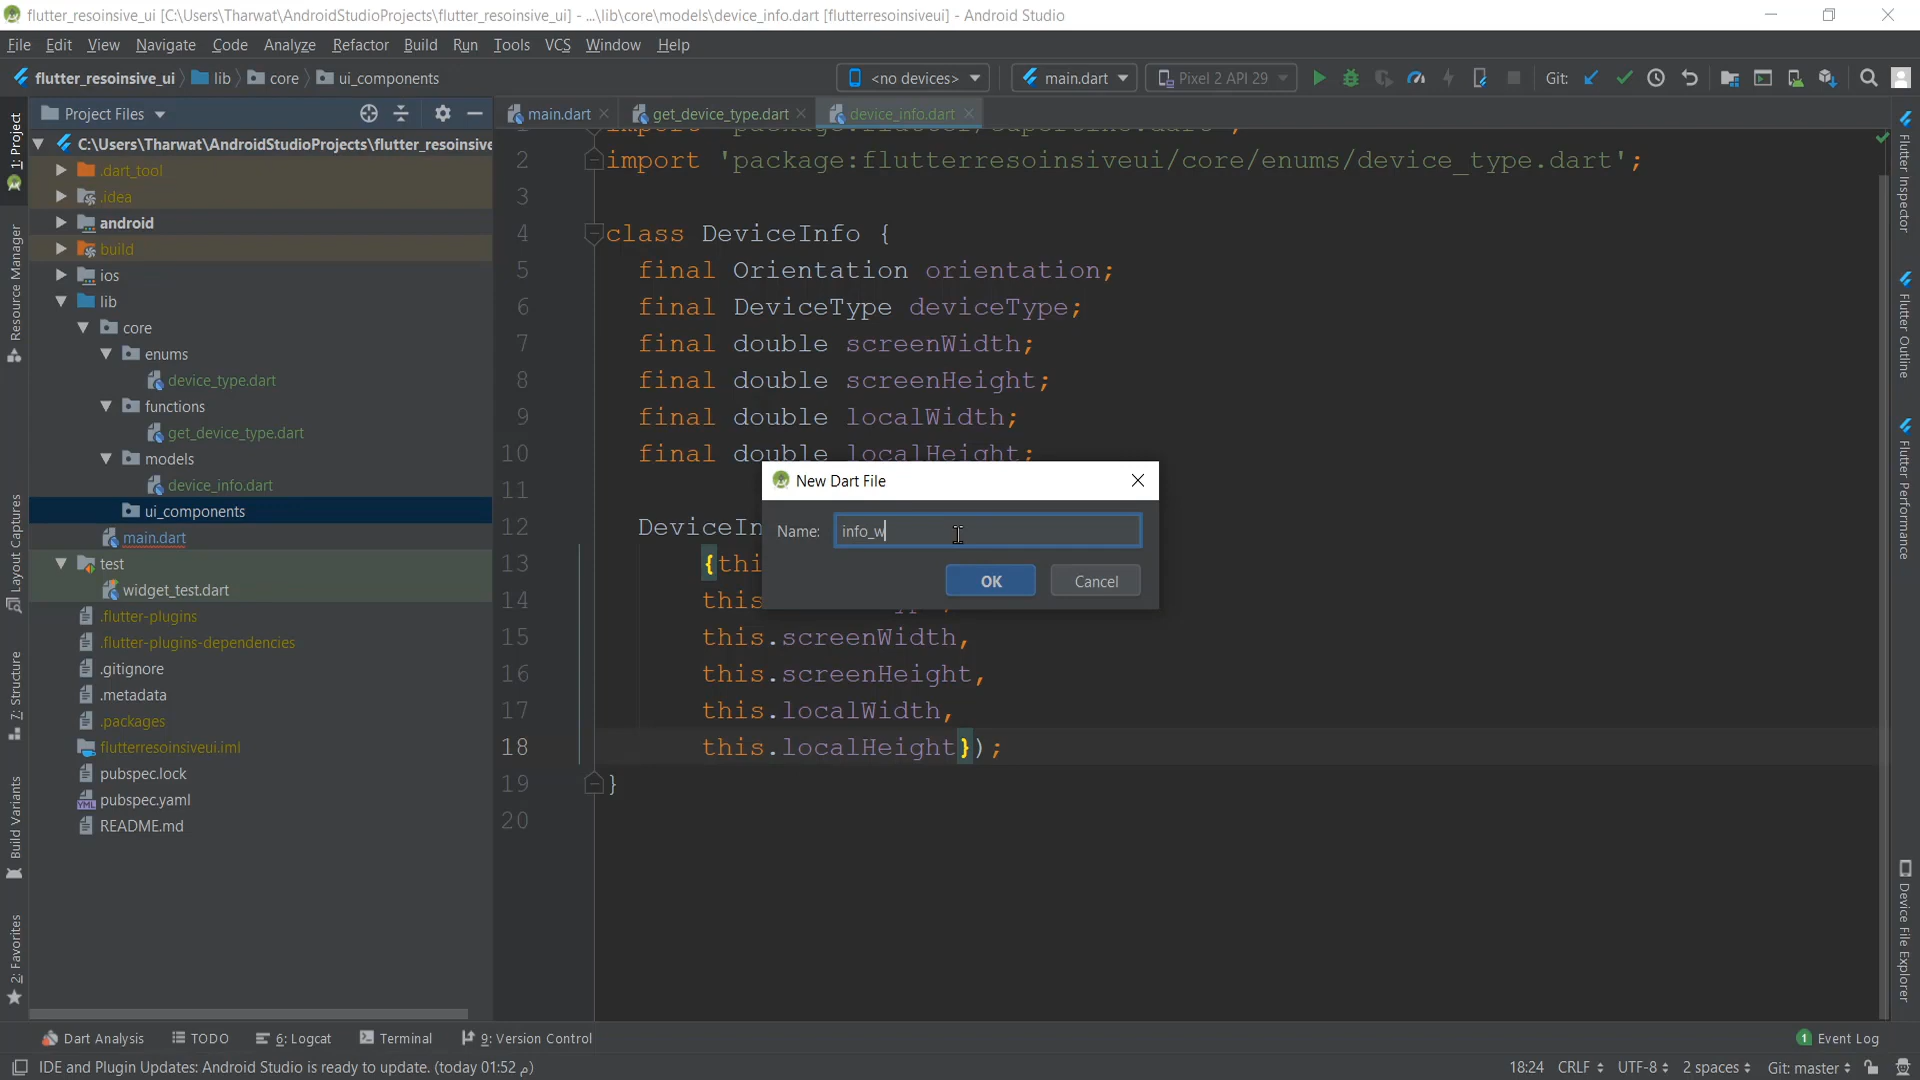 flutter_resoinsive_ui [C:\Users\Tharwat\AndroidStudioProjects\flutter_resoinsive_ui] - ...\lib\core\models\device_info.dart [flutterresoinsiveui] - Android Studio
File Edit View Navigate Code Analyze Refactor Build Run Tools VCS Window Help
flutter_resoinsive_ui lib core ui_components <no devices> main.dart Pixel 2 API 29 Git:
Project Files
main.dart get_device_type.dart device_info.dart
C:\Users\Tharwat\AndroidStudioProjects\flutter_resoinsive
.dart_tool
.idea
android
build
ios
lib
core
enums
device_type.dart
functions
get_device_type.dart
models
device_info.dart
ui_components
main.dart
test
widget_test.dart
.flutter-plugins
.flutter-plugins-dependencies
.gitignore
.metadata
.packages
flutterresoinsiveui.iml
pubspec.lock
pubspec.yaml
README.md
1: Project
Resource Manager
Layout Captures
7: Structure
Build Variants
2: Favorites
2 import 'package:flutterresoinsiveui/core/enums/device_type.dart';
3
4 class DeviceInfo {
5 final Orientation orientation;
6 final DeviceType deviceType;
7 final double screenWidth;
8 final double screenHeight;
9 final double localWidth;
10 final double localHeight;
11
12 DeviceIn
13 {thi
14 this
15 this.screenWidth,
16 this.screenHeight,
17 this.localWidth,
18 this.localHeight});
19 }
20
New Dart File
Name: info_w
OK Cancel
Flutter Inspector
Flutter Outline
Flutter Performance
Device File Explorer
Dart Analysis TODO 6: Logcat Terminal 9: Version Control 1 Event Log
IDE and Plugin Updates: Android Studio is ready to update. (today 01:52 م) 18:24 CRLF UTF-8 2 spaces Git: master